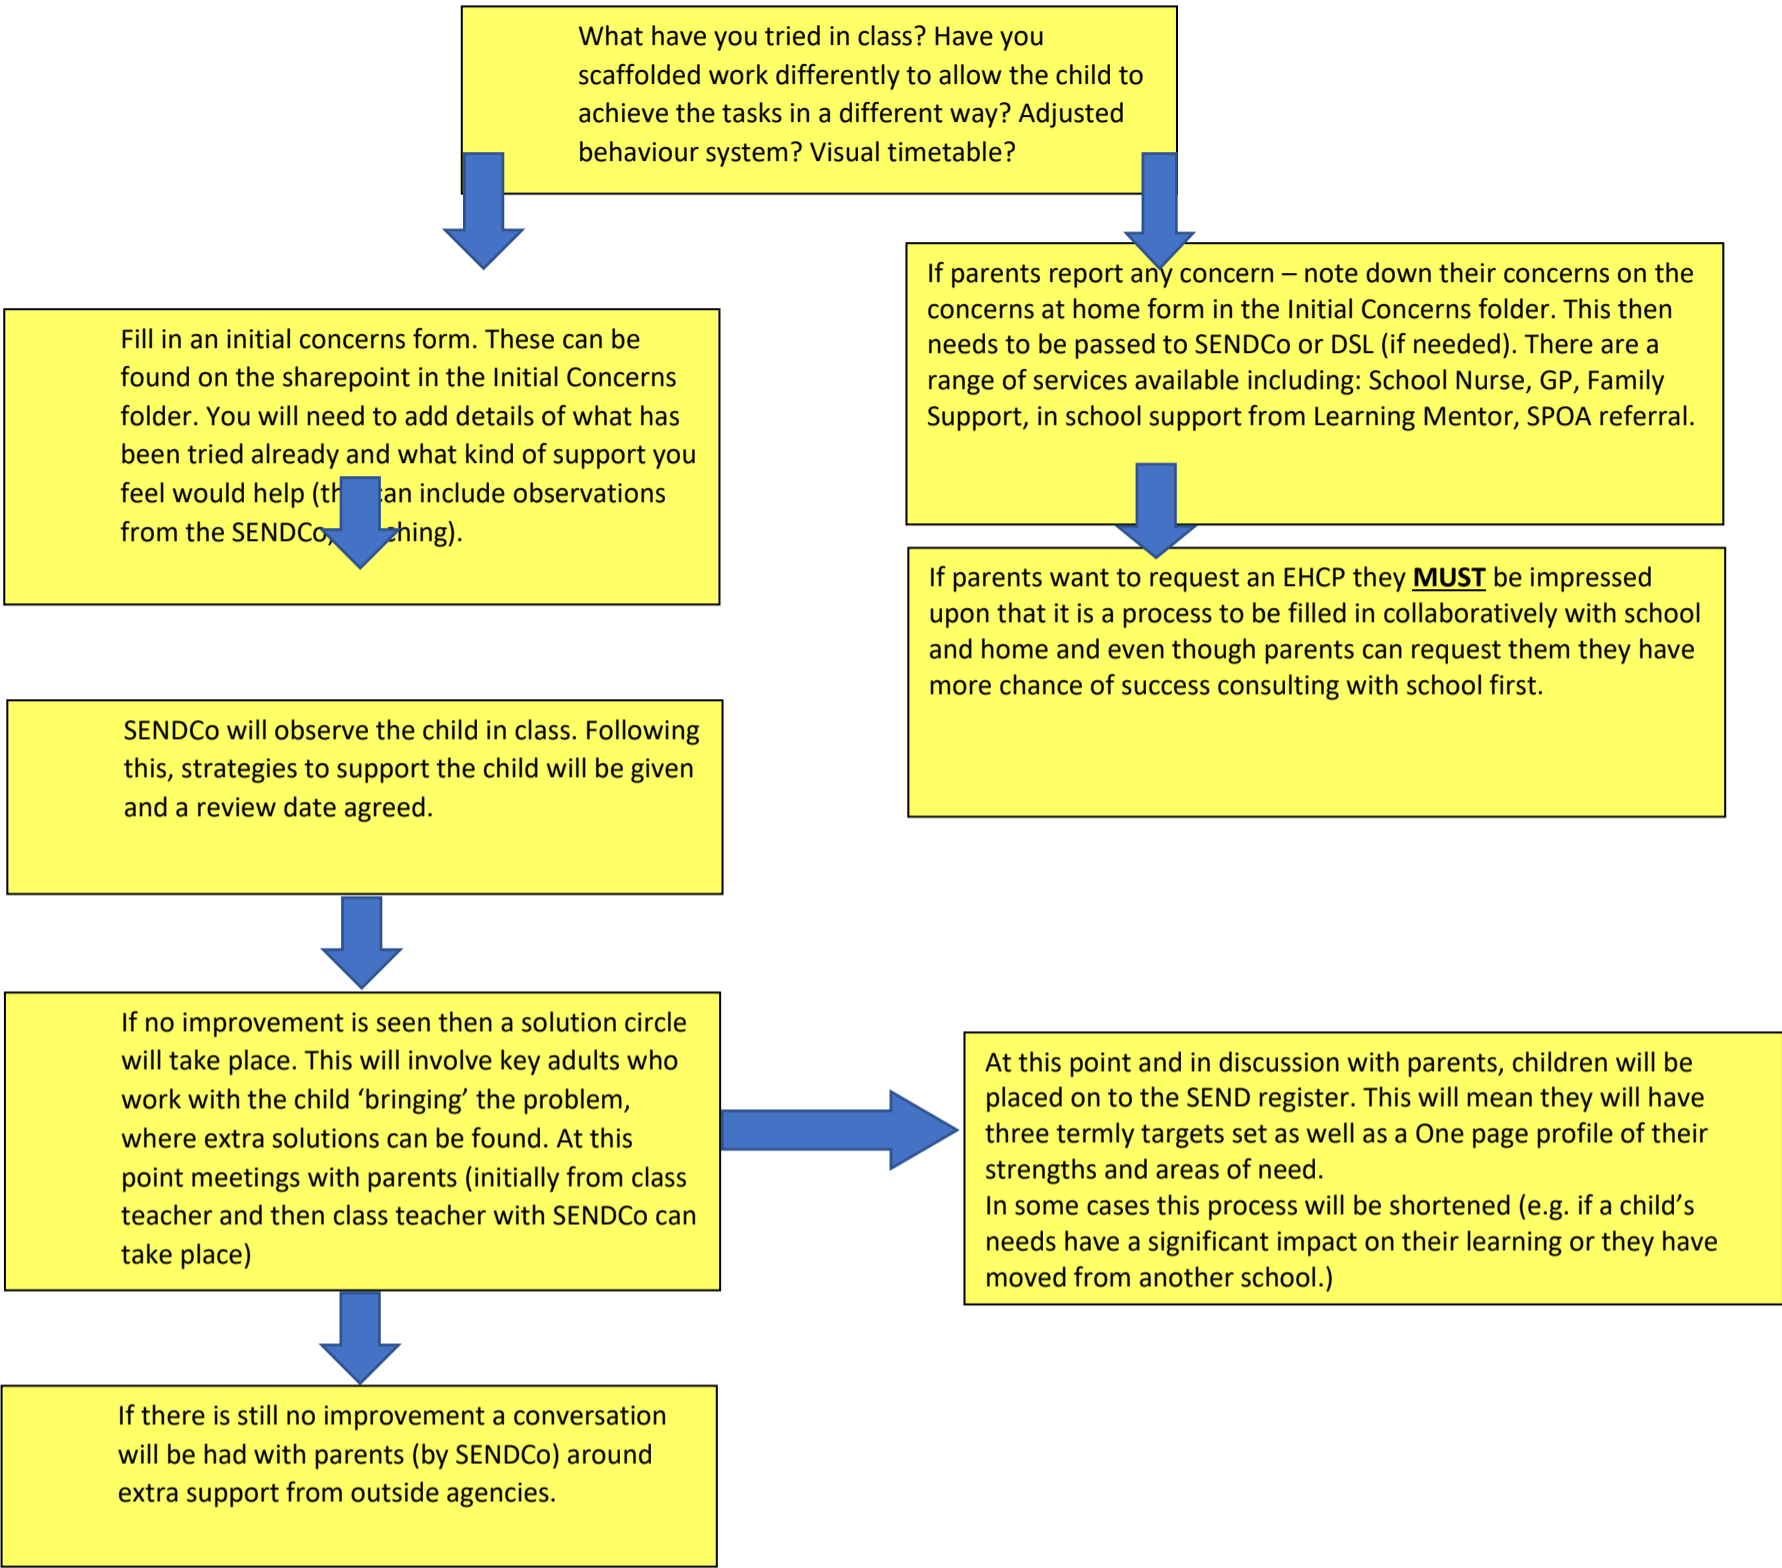 What have you tried in class? Have you
scaffolded work differently to allow the child to
achieve the tasks in a different way? Adjusted
behaviour system? Visual timetable?
If parents report any concern – note down their concerns on the
concerns at home form in the Initial Concerns folder. This then
needs to be passed to SENDCo or DSL (if needed). There are a
range of services available including: School Nurse, GP, Family
Support, in school support from Learning Mentor, SPOA referral.
Fill in an initial concerns form. These can be
found on the sharepoint in the Initial Concerns
folder. You will need to add details of what has
been tried already and what kind of support you
feel would help ( can include observations
from the SENDCo, ).
If parents want to request an EHCP they MUST be impressed
upon that it is a process to be filled in collaboratively with school
and home and even though parents can request them they have
more chance of success consulting with school first.
SENDCo will observe the child in class. Following
this, strategies to support the child will be given
and a review date agreed.
If no improvement is seen then a solution circle
will take place. This will involve key adults who
work with the child ‘bringing’ the problem,
where extra solutions can be found. At this
point meetings with parents (initially from class
teacher and then class teacher with SENDCo can
take place)
At this point and in discussion with parents, children will be
placed on to the SEND register. This will mean they will have
three termly targets set as well as a One page profile of their
strengths and areas of need.
In some cases this process will be shortened (e.g. if a child’s
needs have a significant impact on their learning or they have
moved from another school.)
If there is still no improvement a conversation
will be had with parents (by SENDCo) around
extra support from outside agencies.